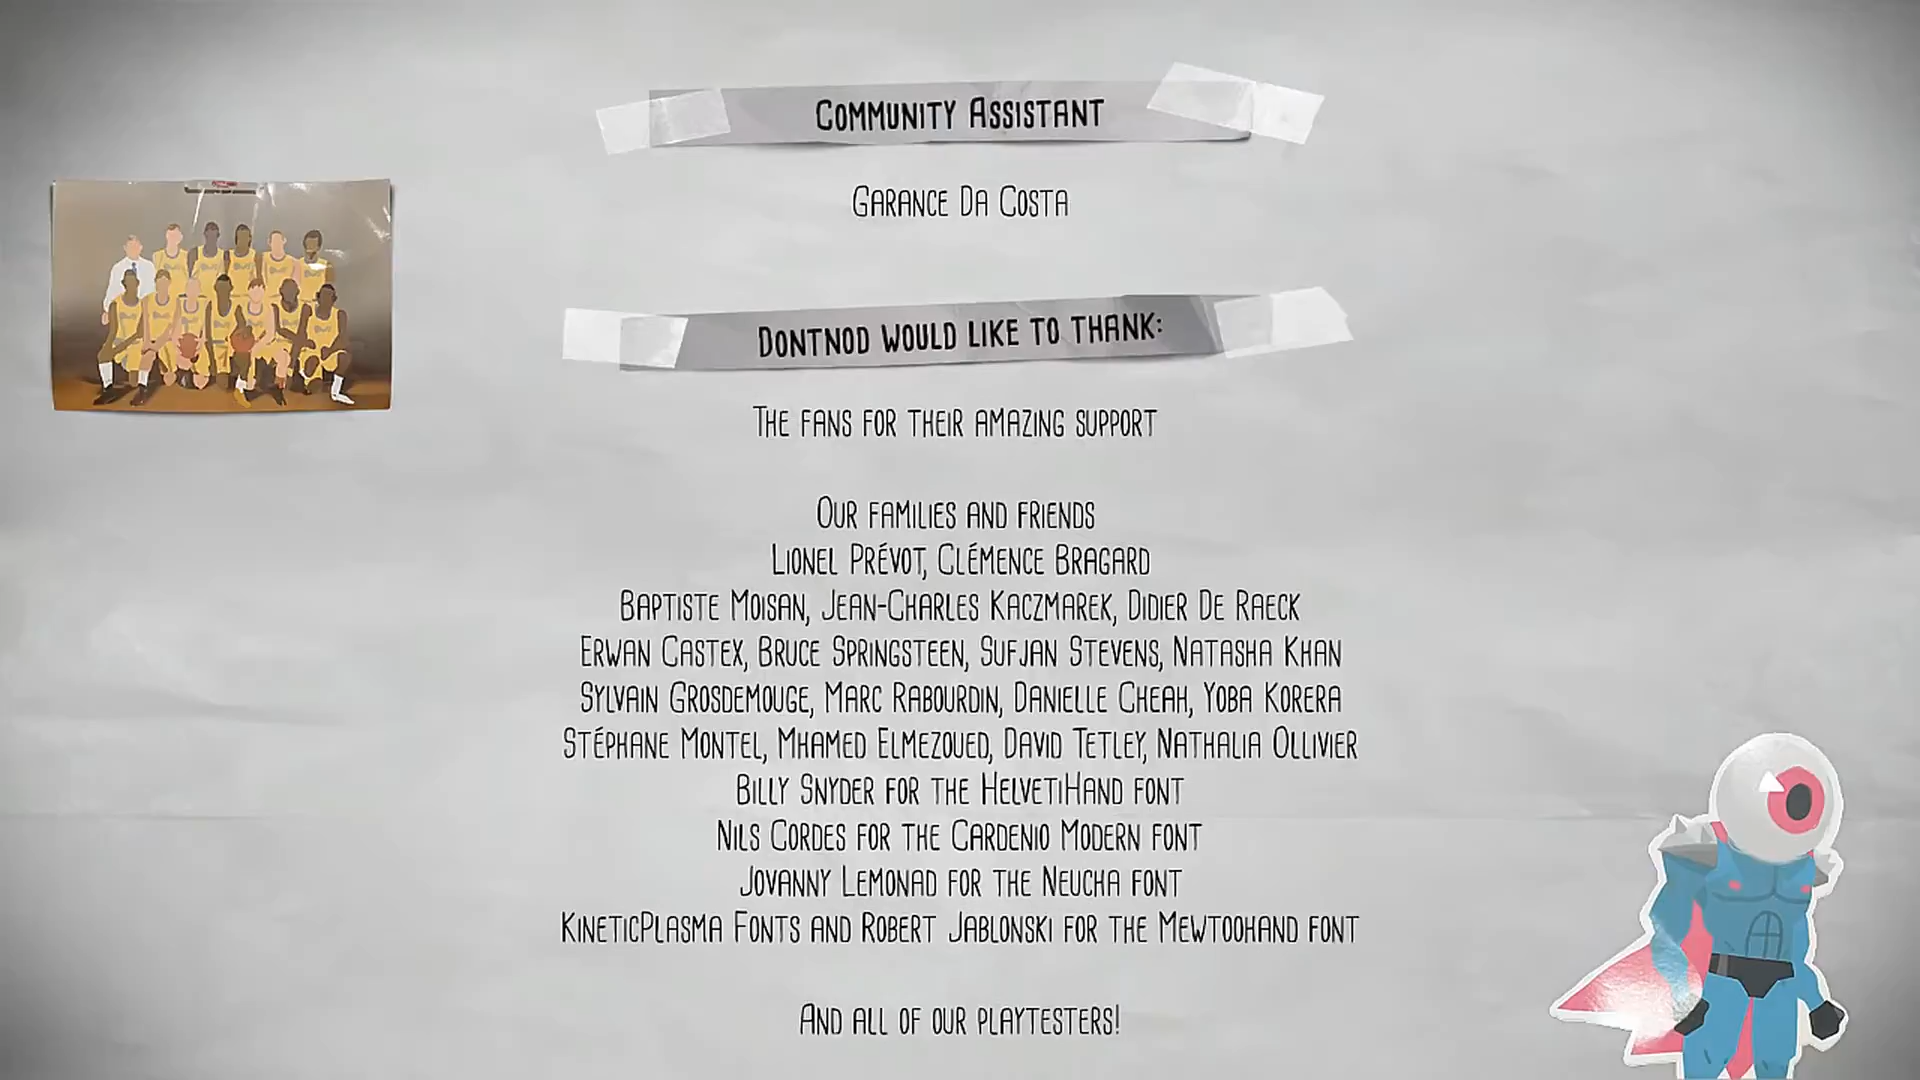 Community Assistant
Garance Da Costa
Dontnod would like to thank:
The fans for their amazing support
Our families and friends
Lionel Prévot, Clémence Bragard
Baptiste Moisan, Jean-Charles Kaczmarek, Didier De Raeck
Erwan Castex, Bruce Springsteen, Sufjan Stevens, Natasha Khan
Sylvain Grosdemouge, Marc Rabourdin, Danielle Cheah, Yoba Korera
Stéphane Montel, Mhamed Elmezoued, David Tetley, Nathalia Ollivier
Billy Snyder for the HelvetiHand font
Nils Cordes for the Cardenio Modern font
Jovanny Lemonad for the Neucha font
KineticPlasma Fonts and Robert Jablonski for the Mewtoohand font
And all of our playtesters!